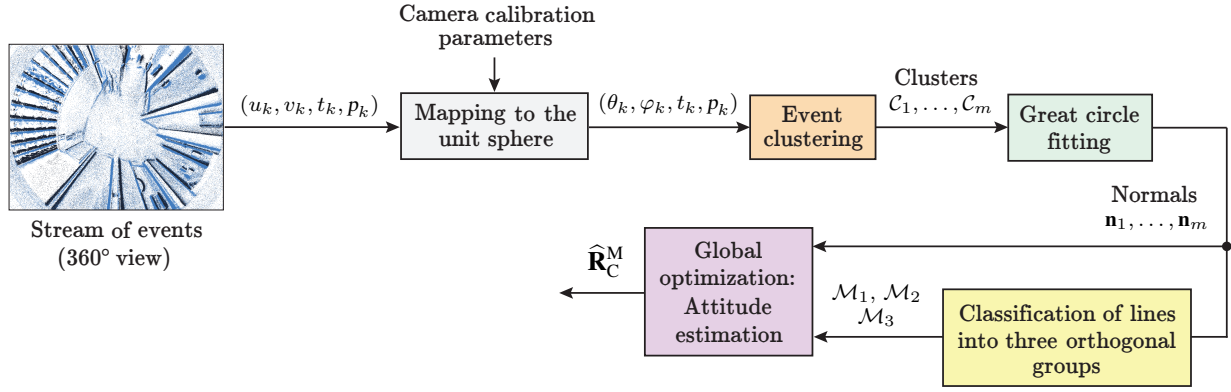 Camera calibration
parameters
(u_k, v_k, t_k, p_k)
Mapping to the
unit sphere
(θ_k, φ_k, t_k, p_k)
Event
clustering
Clusters
𝒞_1, . . . , 𝒞_m
Great circle
fitting
Stream of events
(360° view)
Normals
𝐧_1, . . . , 𝐧_m
R̂_C^M
Global
optimization:
Attitude
estimation
ℳ_1, ℳ_2
ℳ_3
Classification of lines
into three orthogonal
groups